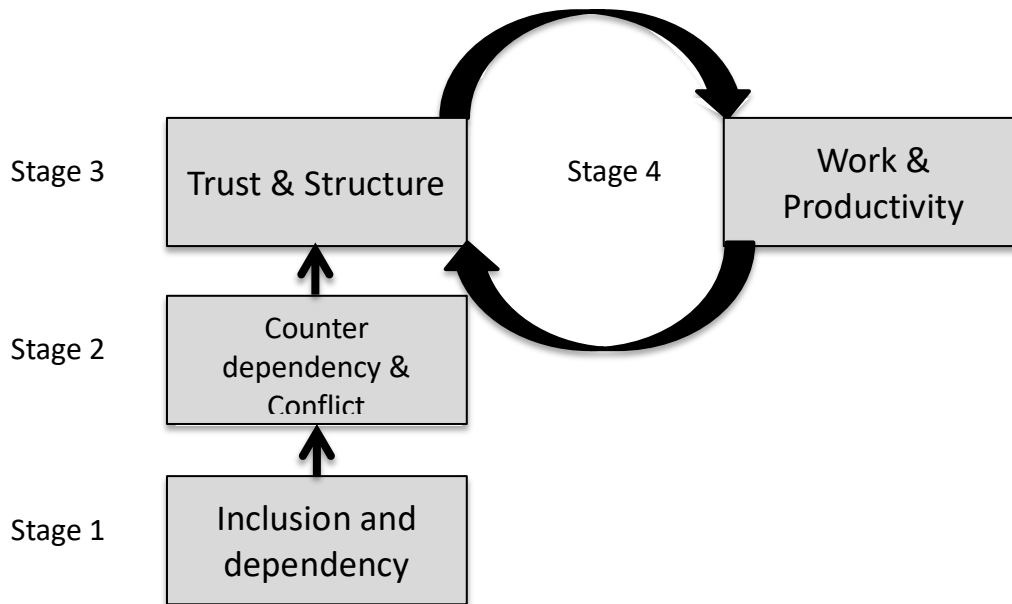 Stage 3
Trust & Structure
Stage 4
Work &
Productivity
Stage 2
Counter
dependency &
Conflict
Stage 1
Inclusion and
dependency